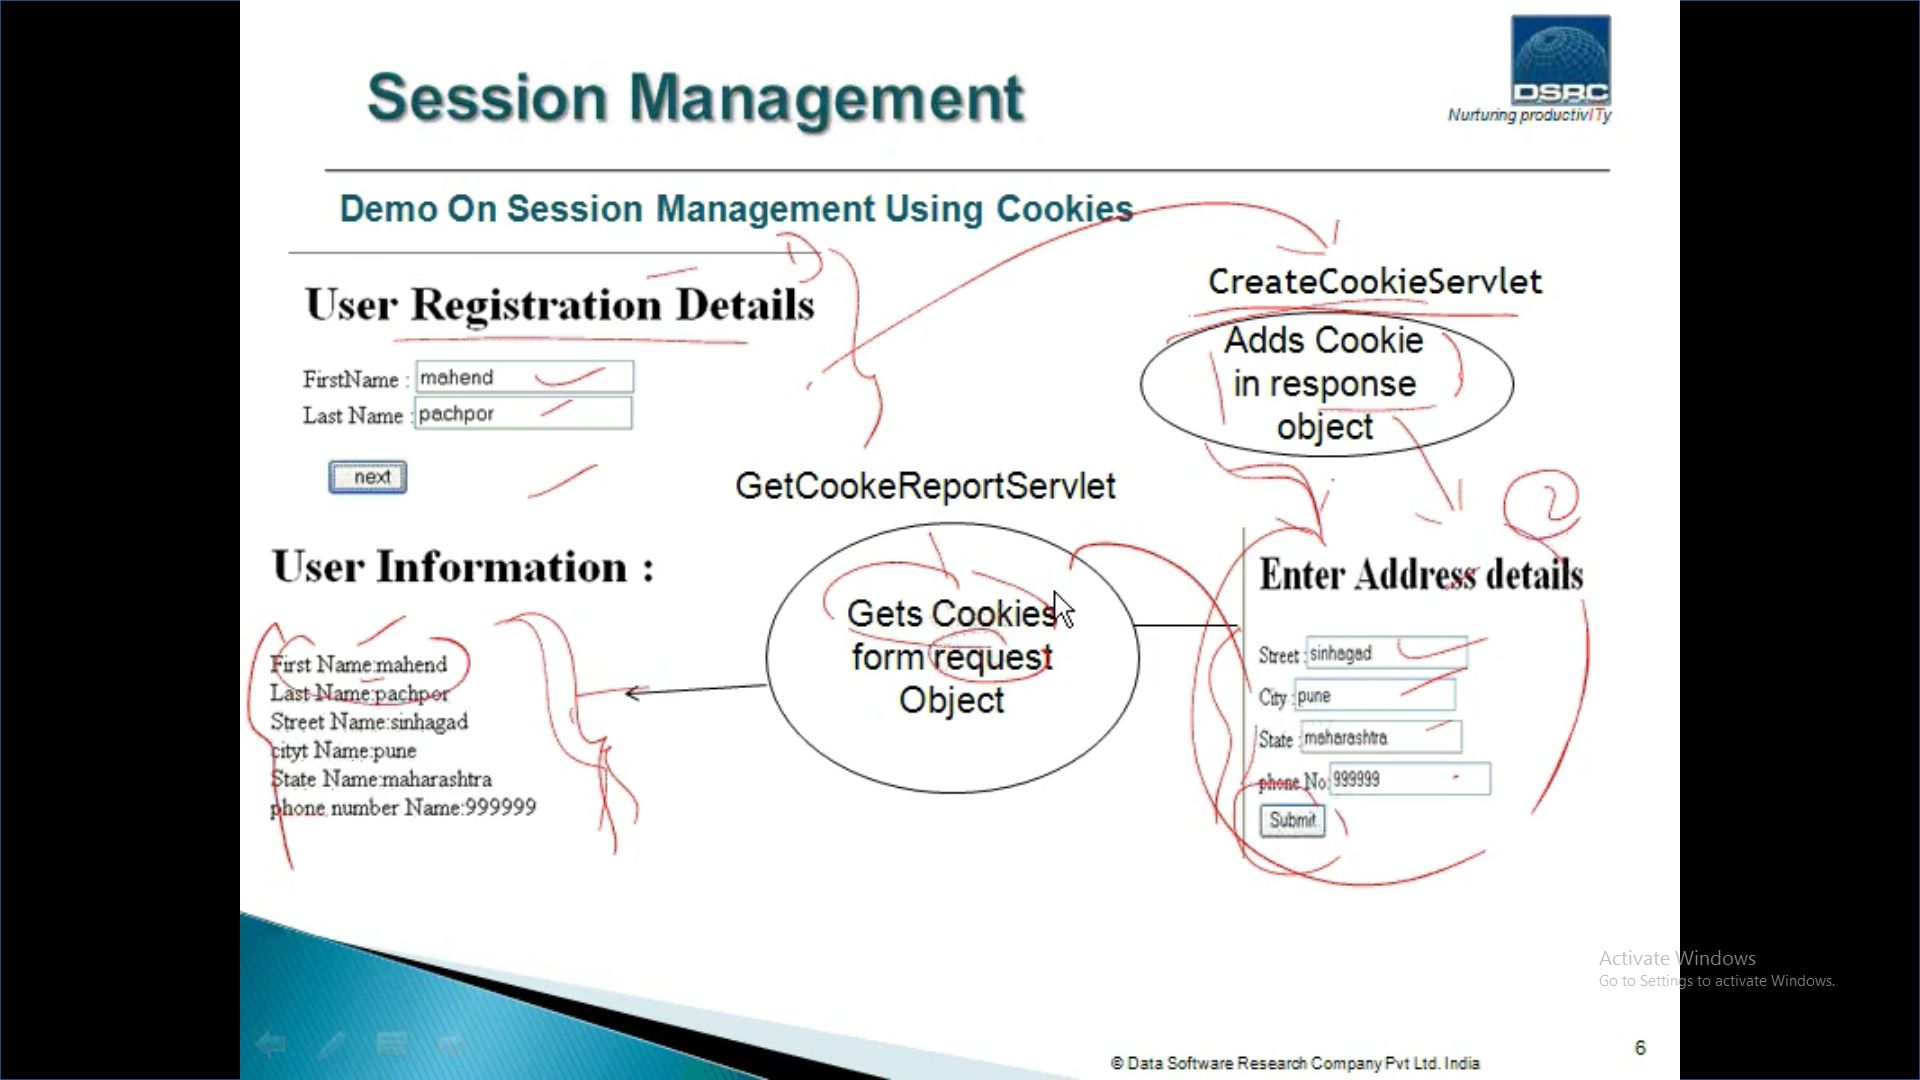 DSRC
Nurturing productivITy
Session Management
Demo On Session Management Using Cookies
1
User Registration Details
FirstName : mahend
Last Name : pachpor
next
CreateCookieServlet
Adds Cookie
in response
object
GetCookeReportServlet
Gets Cookies
form request
Object
2
Enter Address details
Street : sinhagad
City : pune
State : maharashtra
phone No: 999999
Submit
User Information :
First Name:mahend
Last Name:pachpor
Street Name:sinhagad
cityt Name:pune
State Name:maharashtra
phone number Name:999999
Activate Windows
Go to Settings to activate Windows.
6
© Data Software Research Company Pvt Ltd. India